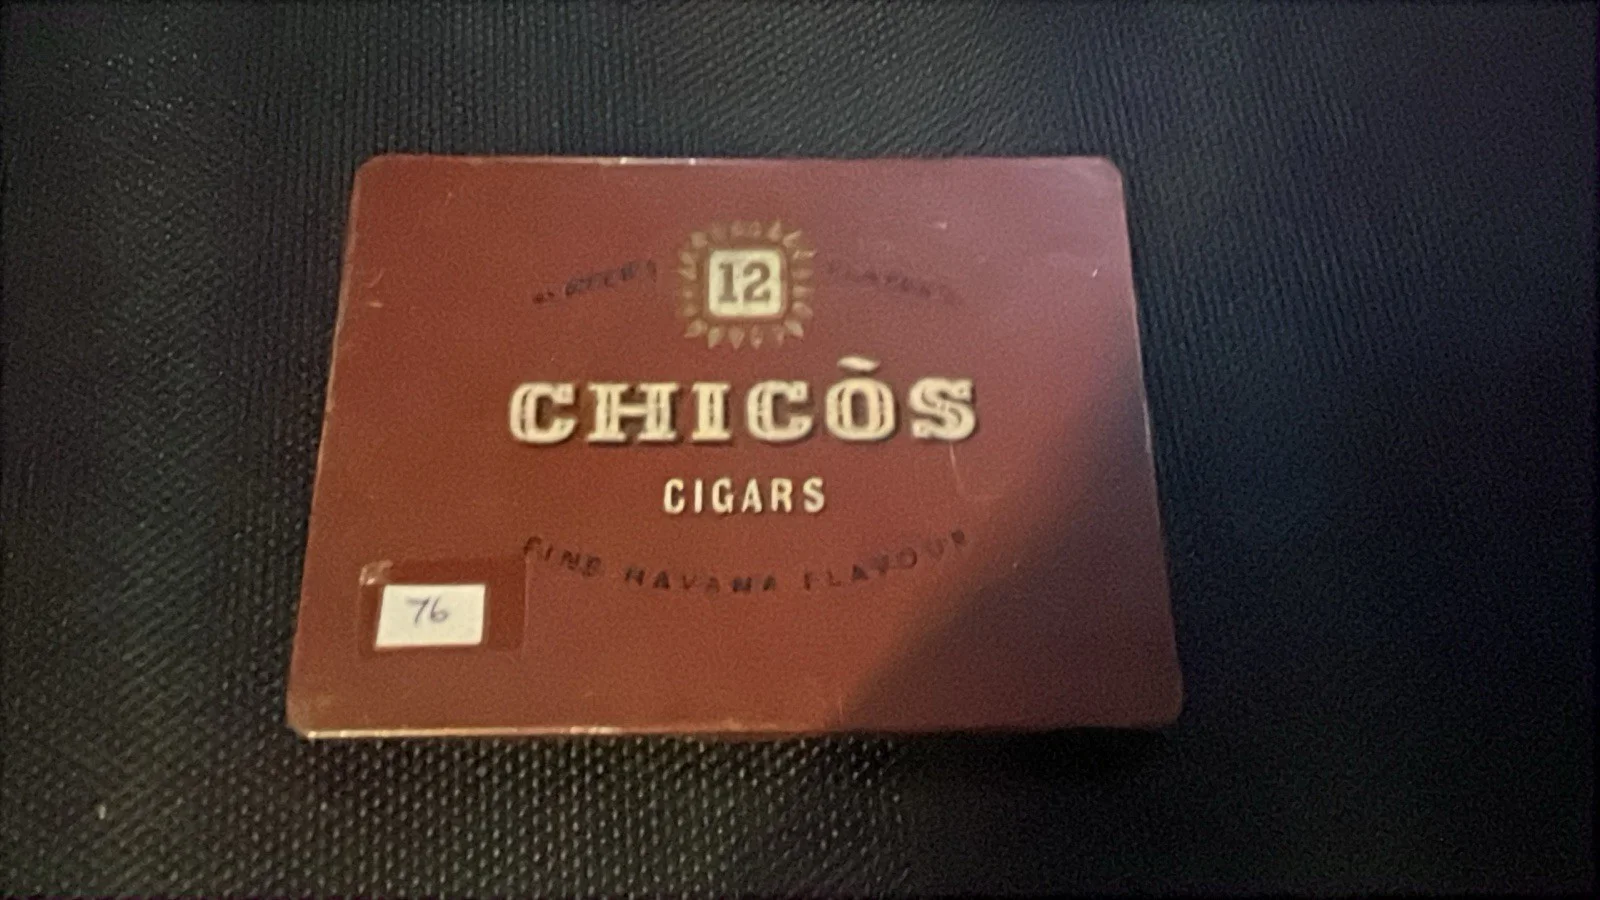 12
CHICÒS
CIGARS
FINE HAVANA FLAVOUR
76